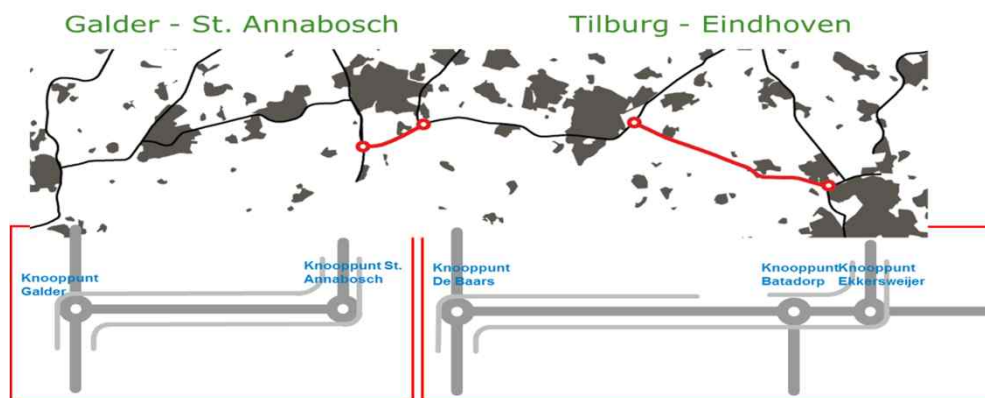 Galder - St. Annabosch
Tilburg - Eindhoven
Knooppunt
Galder
Knooppunt St.
Annabosch
Knooppunt
De Baars
Knooppunt
Batadorp
Knooppunt
Ekkersweijer